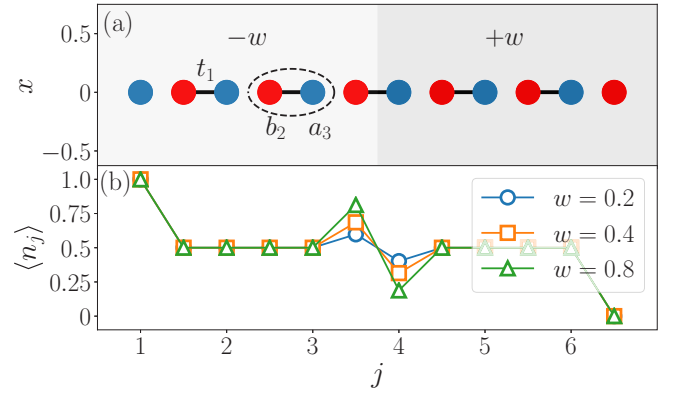 (a)
−w
+w
0.5
t₁
x
0
b₂
a₃
−0.5
(b)
1.0
w = 0.2
0.75
w = 0.4
⟨n_j⟩
0.5
w = 0.8
0.25
0
1 2 3 4 5 6
j